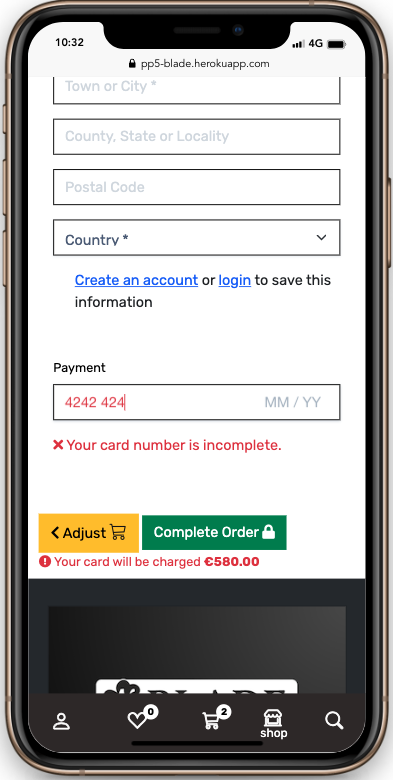 10:32
4G
pp5-blade.herokuapp.com
Town or City *
County, State or Locality
Postal Code
Country *
Create an account or login to save this
information
Payment
4242 424
MM / YY
Your card number is incomplete.
Adjust
Complete Order
Your card will be charged €580.00
BLADE
0
2
shop